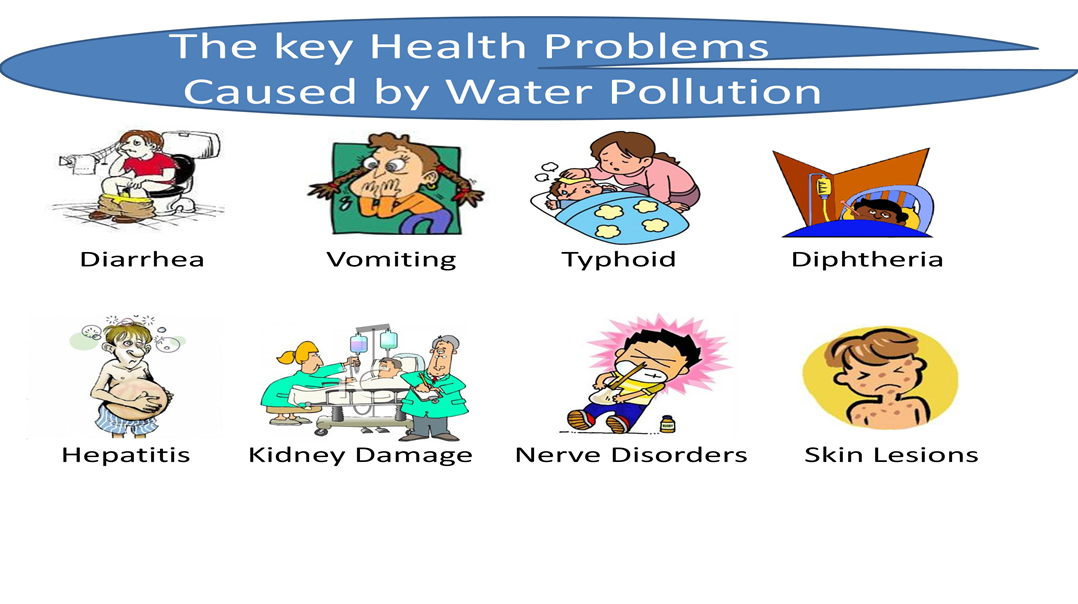 The key Health Problems
Caused by Water Pollution
Diarrhea Vomiting Typhoid Diphtheria
Hepatitis Kidney Damage Nerve Disorders Skin Lesions